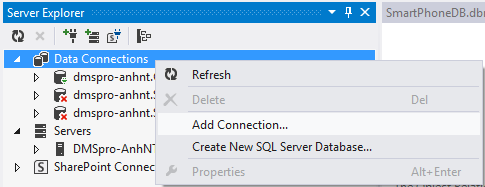 Server Explorer
SmartPhoneDB.dbm
Data Connections
dmspro-anhnt.
Refresh
dmspro-anhnt.
Delete Del
dmspro-anhnt.
Add Connection...
Servers
Create New SQL Server Database...
DMSpro-AnhNT
Properties Alt+Enter
SharePoint Connec